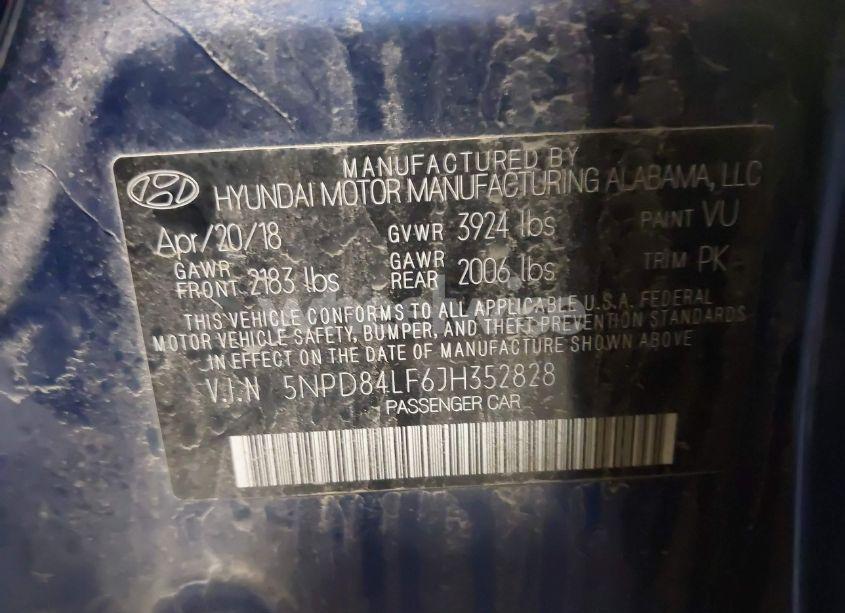 MANUFACTURED BY
HYUNDAI MOTOR MANUFACTURING ALABAMA, LLC
Apr/20/18 GVWR 3924 lbs PAINT VU
GAWR FRONT 2183 lbs GAWR REAR 2006 lbs TRIM PK
THIS VEHICLE CONFORMS TO ALL APPLICABLE U.S.A. FEDERAL
MOTOR VEHICLE SAFETY, BUMPER, AND THEFT PREVENTION STANDARDS
IN EFFECT ON THE DATE OF MANUFACTURE SHOWN ABOVE
V.I.N 5NPD84LF6JH352828
PASSENGER CAR